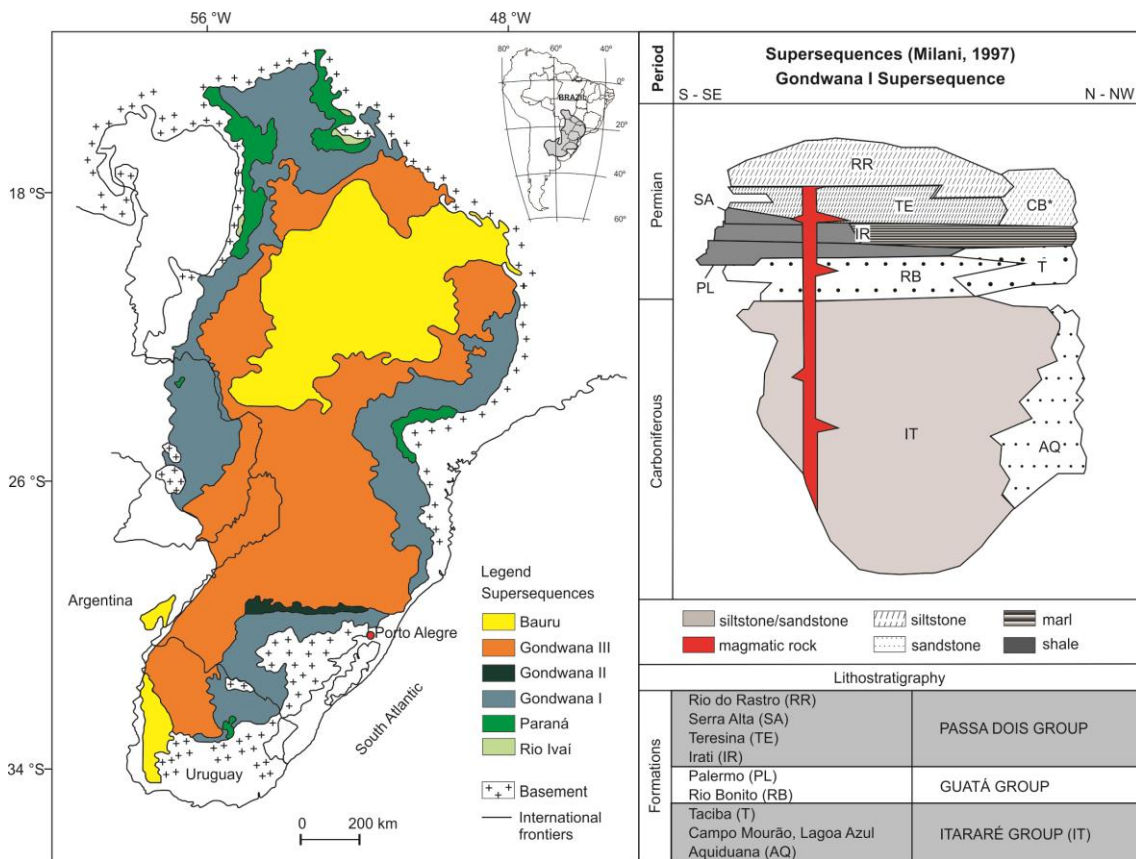 56 °W
48 °W
18 °S
26 °S
34 °S
80°
60°
40°
0°
20°
40°
60°
BRAZIL
Argentina
Porto Alegre
South Atlantic
Uruguay
0
200 km
Legend
Supersequences
Bauru
Gondwana III
Gondwana II
Gondwana I
Paraná
Rio Ivaí
Basement
International
frontiers
Period
Supersequences (Milani, 1997)
Gondwana I Supersequence
S - SE
N - NW
Permian
Carboniferous
RR
SA
TE
CB*
IR
T
PL
RB
IT
AQ
siltstone/sandstone
siltstone
marl
magmatic rock
sandstone
shale
Lithostratigraphy
Formations
Rio do Rastro (RR)
Serra Alta (SA)
Teresina (TE)
Irati (IR)
PASSA DOIS GROUP
Palermo (PL)
Rio Bonito (RB)
GUATÁ GROUP
Taciba (T)
Campo Mourão, Lagoa Azul
Aquiduana (AQ)
ITARARÉ GROUP (IT)